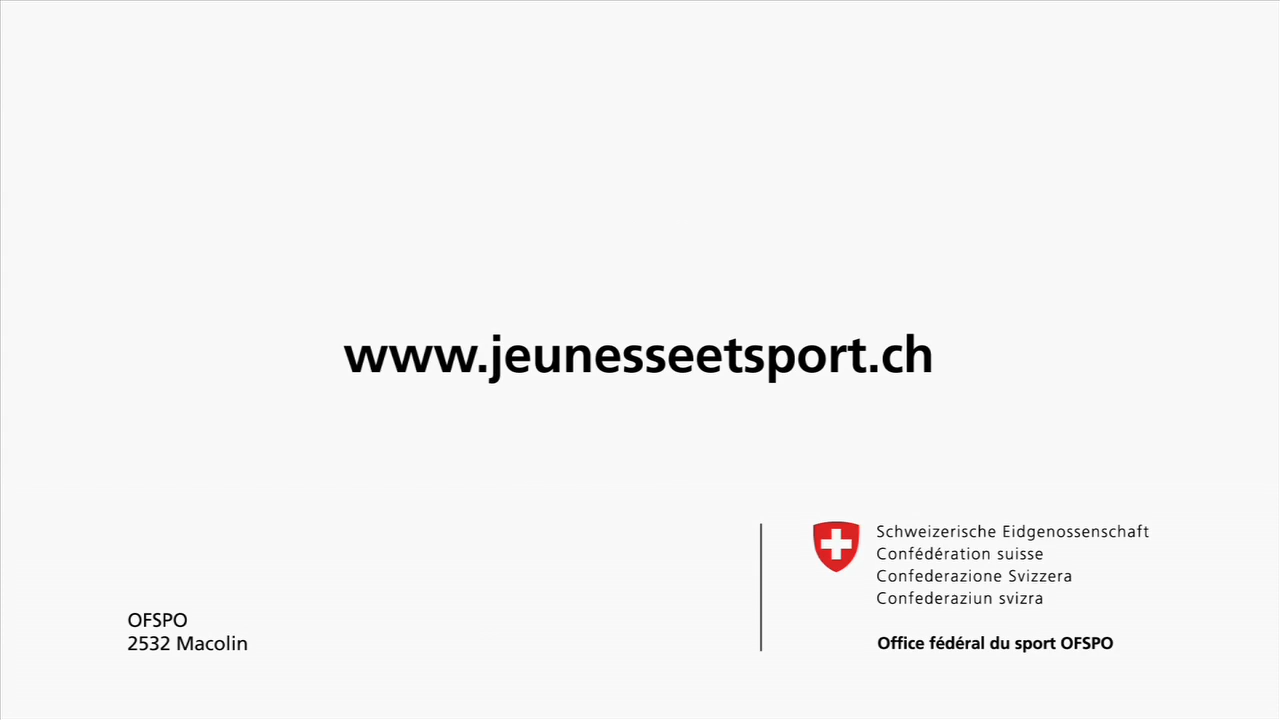 www.jeunesseetsport.ch
OFSPO
2532 Macolin
Schweizerische Eidgenossenschaft
Confédération suisse
Confederazione Svizzera
Confederaziun svizra
Office fédéral du sport OFSPO